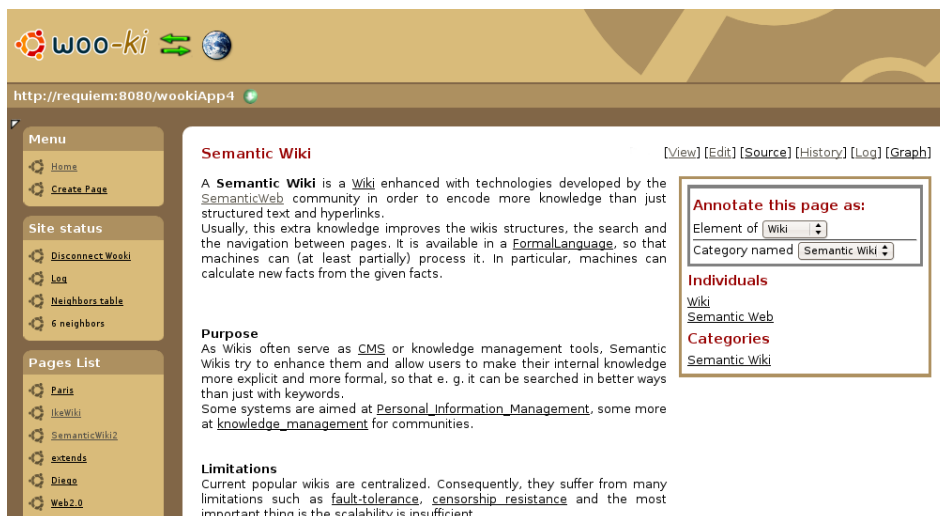 woo-ki
http://requiem:8080/wookiApp4
Menu
Home
Create Page
Site status
Disconnect Wooki
Log
Neighbors table
6 neighbors
Pages List
Paris
IkeWiki
SemanticWiki2
extends
Diego
Web2.0
Semantic Wiki
[View] [Edit] [Source] [History] [Log] [Graph]
A Semantic Wiki is a Wiki enhanced with technologies developed by the
SemanticWeb community in order to encode more knowledge than just
structured text and hyperlinks.
Usually, this extra knowledge improves the wikis structures, the search and
the navigation between pages. It is available in a FormalLanguage, so that
machines can (at least partially) process it. In particular, machines can
calculate new facts from the given facts.
Purpose
As Wikis often serve as CMS or knowledge management tools, Semantic
Wikis try to enhance them and allow users to make their internal knowledge
more explicit and more formal, so that e. g. it can be searched in better ways
than just with keywords.
Some systems are aimed at Personal_Information_Management, some more
at knowledge_management for communities.
Limitations
Current popular wikis are centralized. Consequently, they suffer from many
limitations such as fault-tolerance, censorship resistance and the most
important thing is the scalability is insufficient.
Annotate this page as:
Element of Wiki
Category named Semantic Wiki
Individuals
Wiki
Semantic Web
Categories
Semantic Wiki